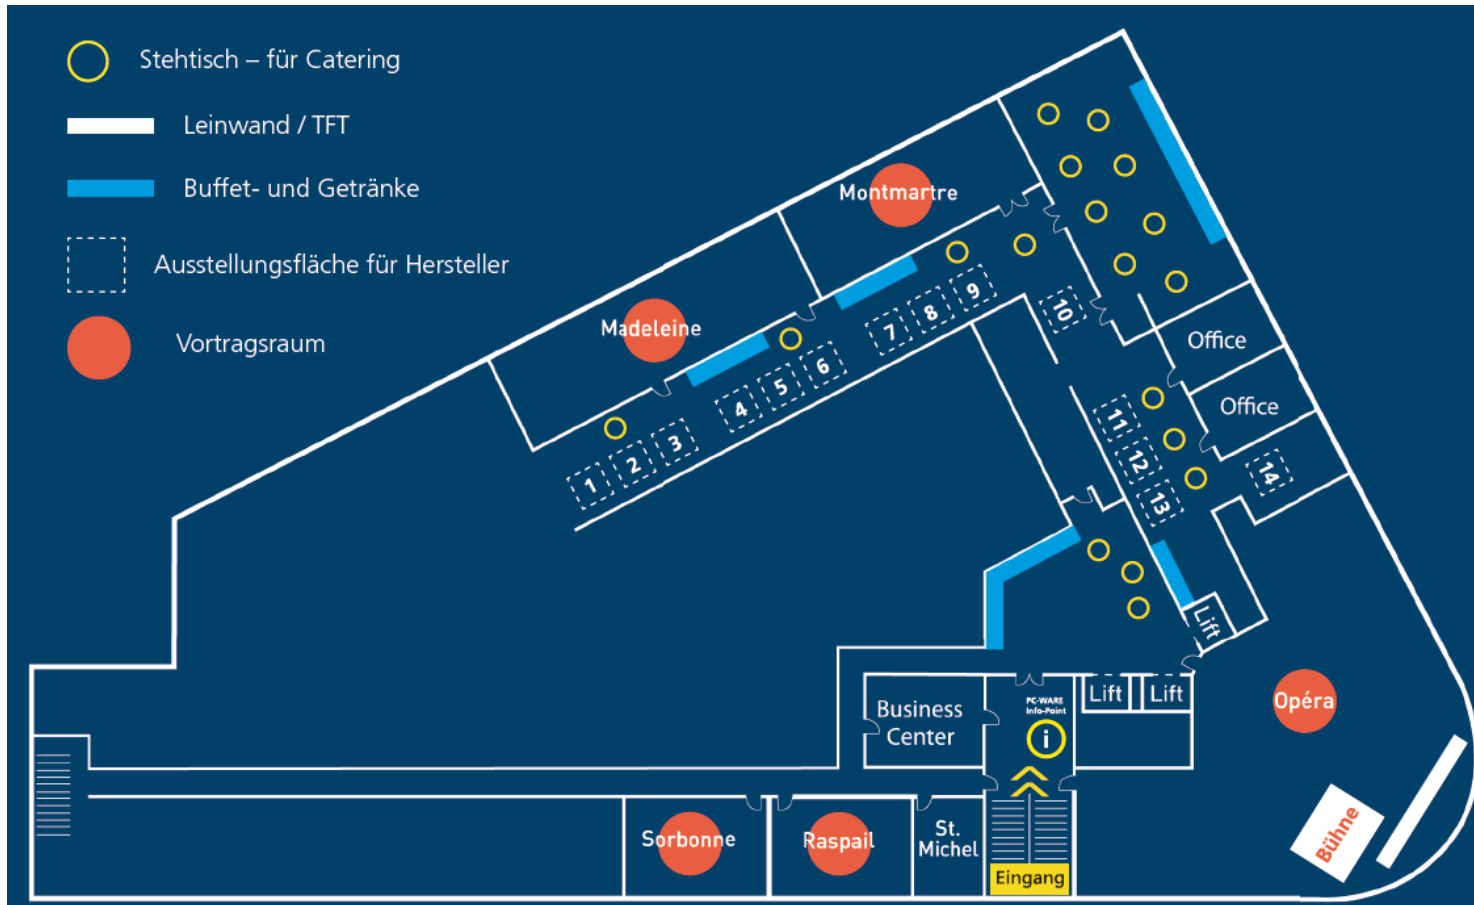 Stehtisch – für Catering
Leinwand / TFT
Buffet- und Getränke
Ausstellungsfläche für Hersteller
Vortragsraum
Montmartre
Madeleine
1
2
3
4
5
6
7
8
9
10
11
12
13
14
Office
Office
Lift
Lift
Lift
Business
Center
PC-WARE
Info-Point
i
Opéra
Bühne
Sorbonne
Raspail
St.
Michel
Eingang